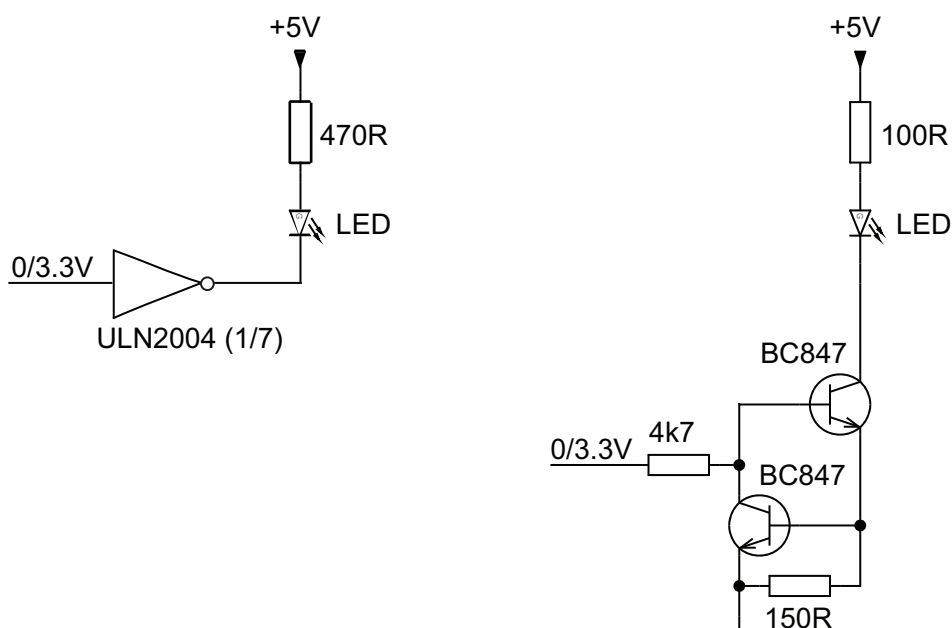 +5V
470R
LED
0/3.3V
ULN2004 (1/7)
+5V
100R
LED
BC847
0/3.3V
4k7
BC847
150R
G
G